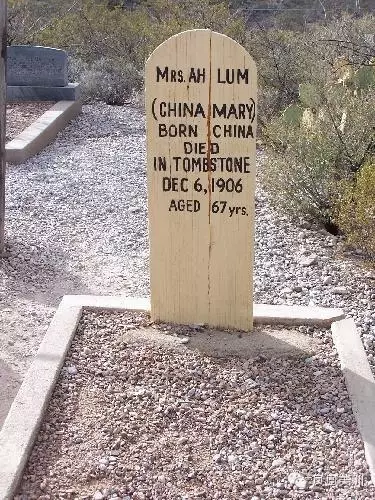 MRS. AH LUM
(CHINA MARY)
BORN CHINA
DIED
IN TOMBSTONE
DEC 6, 1906
AGED 67 yrs.